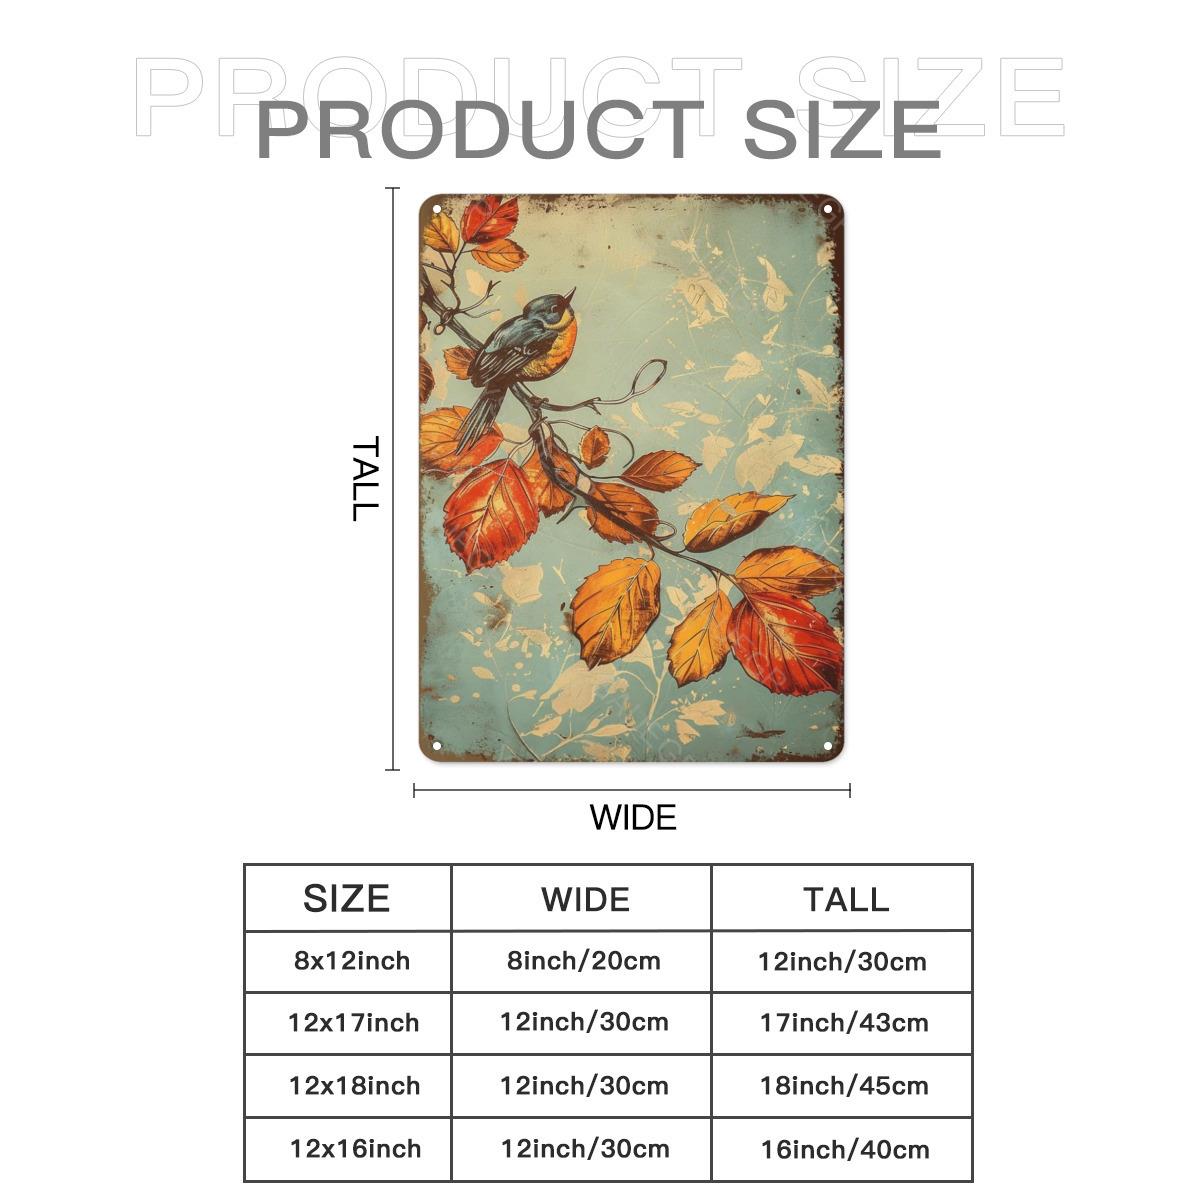 PRODUCT SIZE
PRODUCT SIZE
TALL
WIDE
SIZE WIDE TALL
8x12inch 8inch/20cm 12inch/30cm
12x17inch 12inch/30cm 17inch/43cm
12x18inch 12inch/30cm 18inch/45cm
12x16inch 12inch/30cm 16inch/40cm